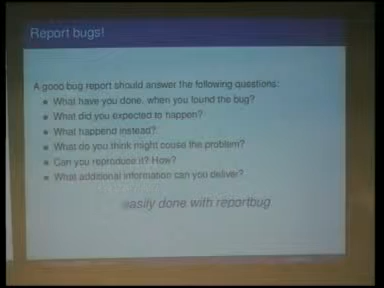 Report bugs!
A good bug report should answer the following questions:
What have you done, when you found the bug?
What did you expected to happen?
What happend instead?
What do you think might cause the problem?
Can you reproduce it? How?
What additional information can you deliver?
easily done with reportbug